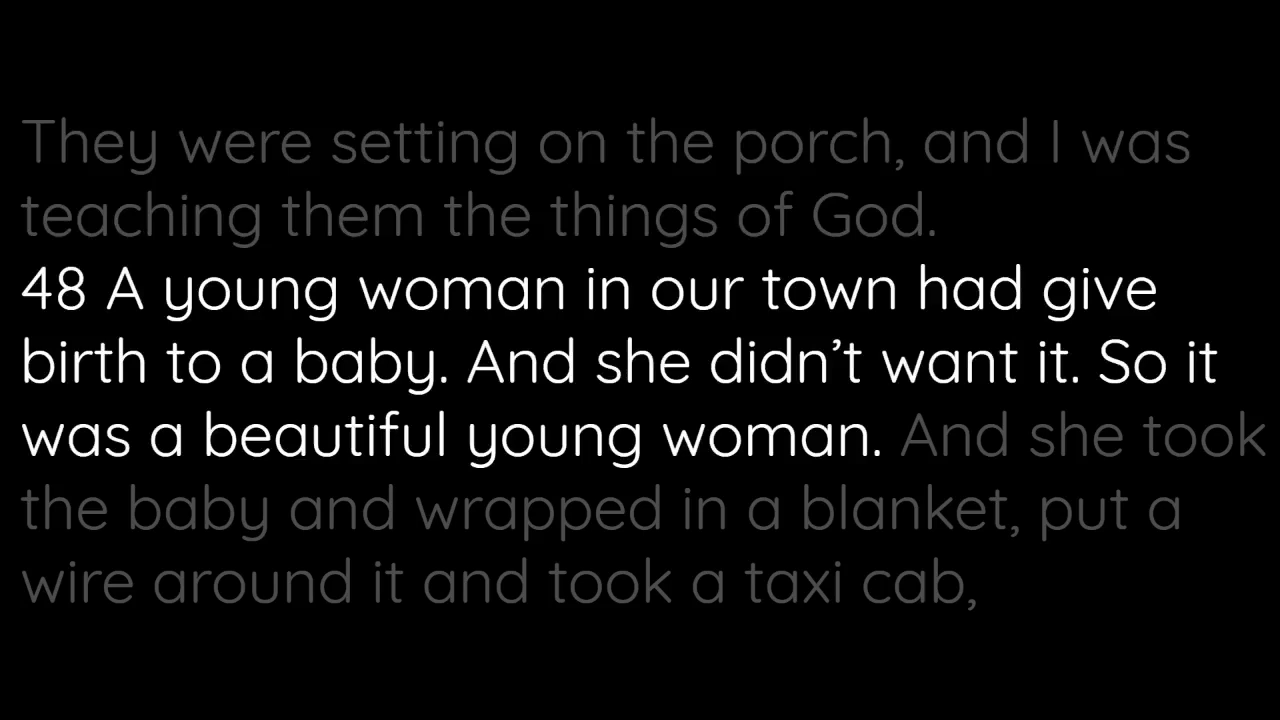 They were setting on the porch, and I was
teaching them the things of God.
48 A young woman in our town had give
birth to a baby. And she didn’t want it. So it
was a beautiful young woman. And she took
the baby and wrapped in a blanket, put a
wire around it and took a taxi cab,